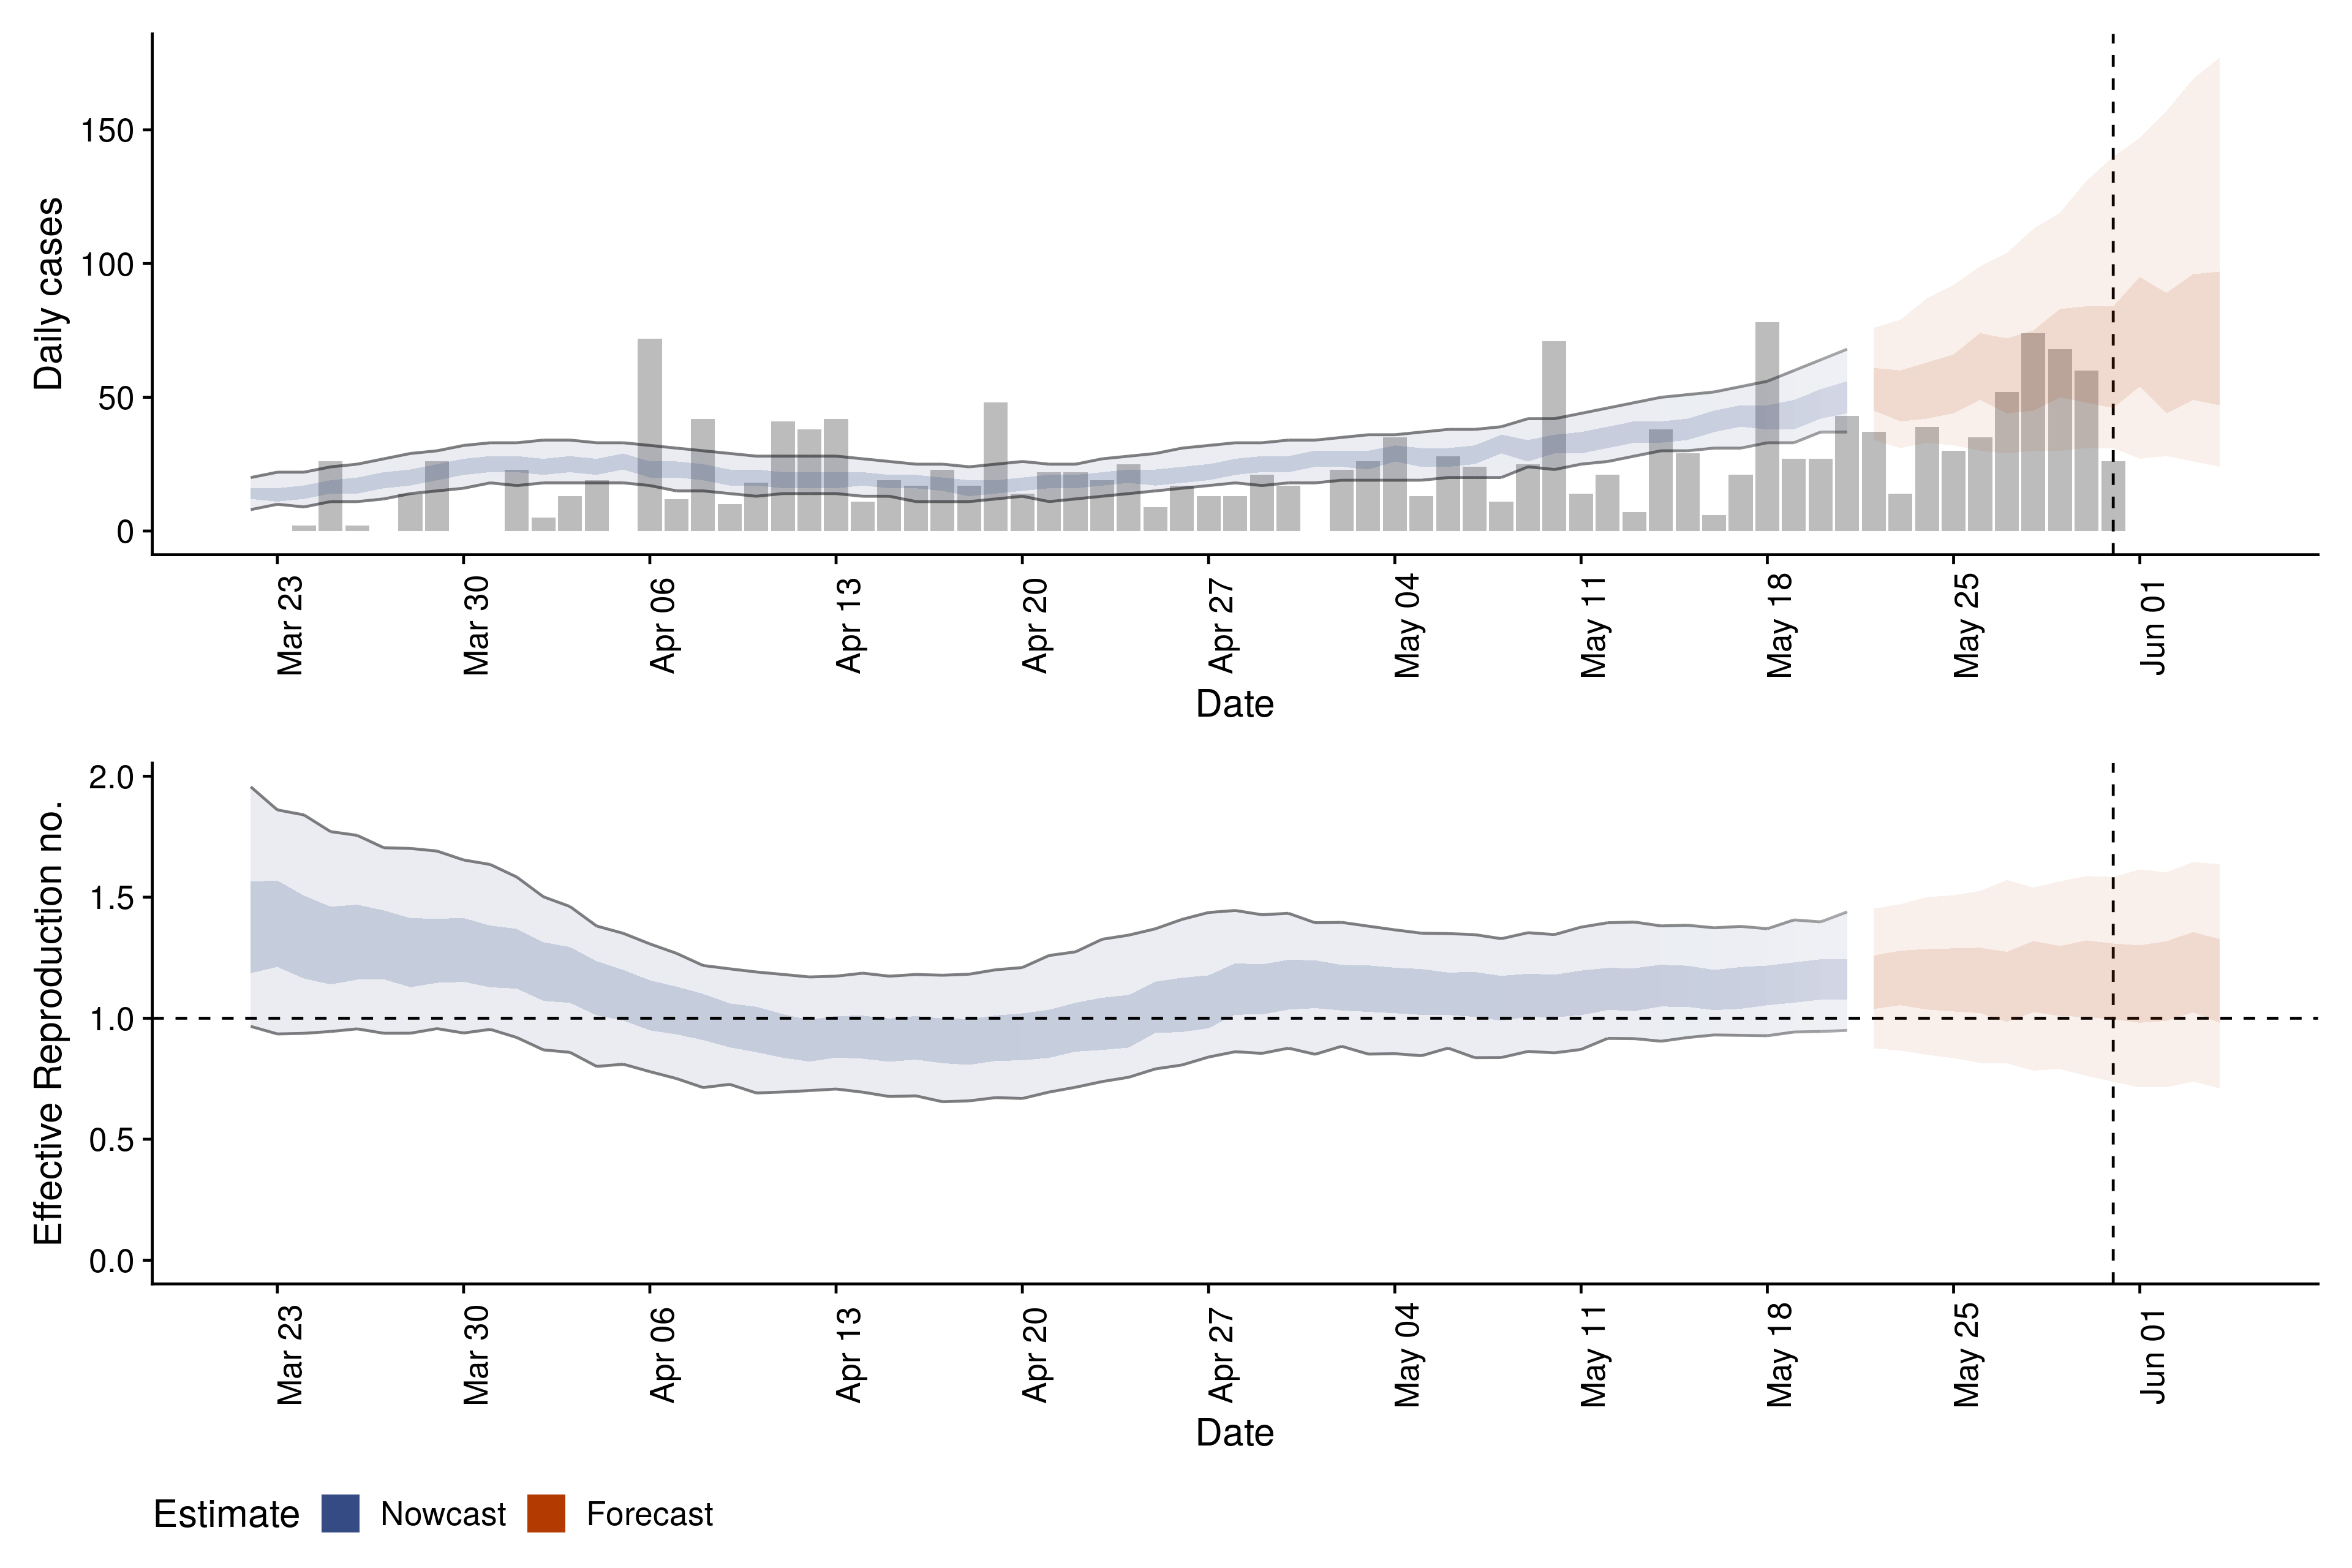 Daily cases
150
100
50
0
Mar 23
Mar 30
Apr 06
Apr 13
Apr 20
Apr 27
May 04
May 11
May 18
May 25
Jun 01
Date
Effective Reproduction no.
2.0
1.5
1.0
0.5
0.0
Mar 23
Mar 30
Apr 06
Apr 13
Apr 20
Apr 27
May 04
May 11
May 18
May 25
Jun 01
Date
Estimate Nowcast Forecast